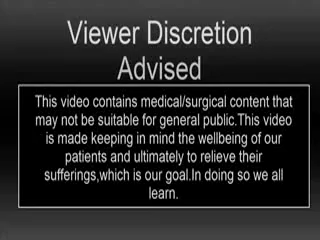 Viewer Discretion
Advised
This video contains medical/surgical content that
may not be suitable for general public.This video
is made keeping in mind the wellbeing of our
patients and ultimately to relieve their
sufferings,which is our goal.In doing so we all
learn.